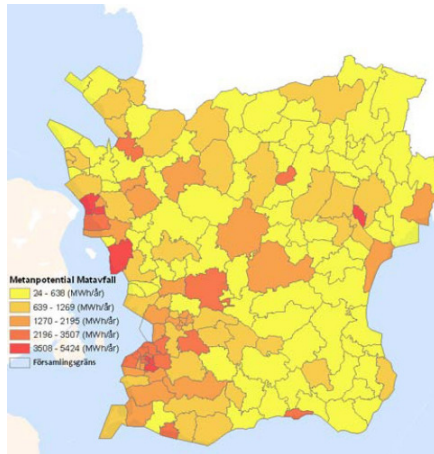 Metanpotential Matavfall
24 - 638 (MWh/år)
639 - 1269 (MWh/år)
1270 - 2195 (MWh/år)
2196 - 3507 (MWh/år)
3508 - 5424 (MWh/år)
Församlingsgräns